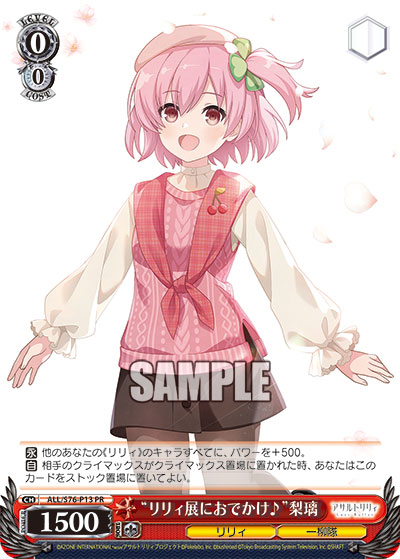 LEVEL
0
0
COST
SAMPLE
永 他のあなたの《リリィ》のキャラすべてに、パワーを+500。
自 相手のクライマックスがクライマックス置場に置かれた時、あなたはこの
カードをストック置場に置いてよい。
CH ALL/S76-P13 PR
1500
“リリィ展におでかけ♪”梨璃
アサルトリリィ
リリィ
一柳隊